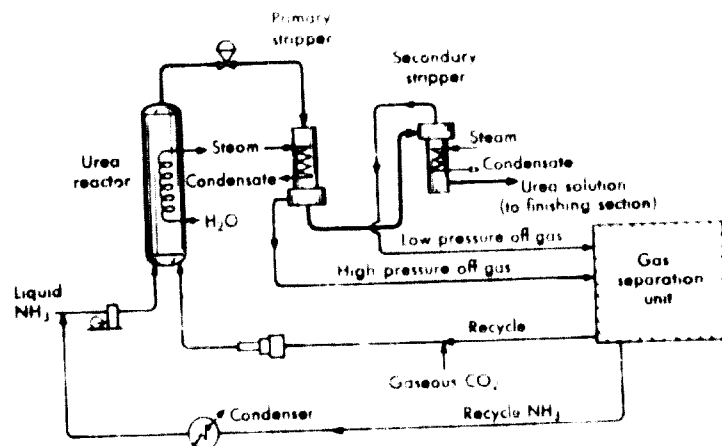 Primary
stripper
Secondary
stripper
Urea
reactor
Steam
Condensate
H₂O
Steam
Condensate
Urea solution
(to finishing section)
Low pressure off gas
High pressure off gas
Gas
separation
unit
Liquid
NH₃
Recycle
Gaseous CO₂
Condenser
Recycle NH₃